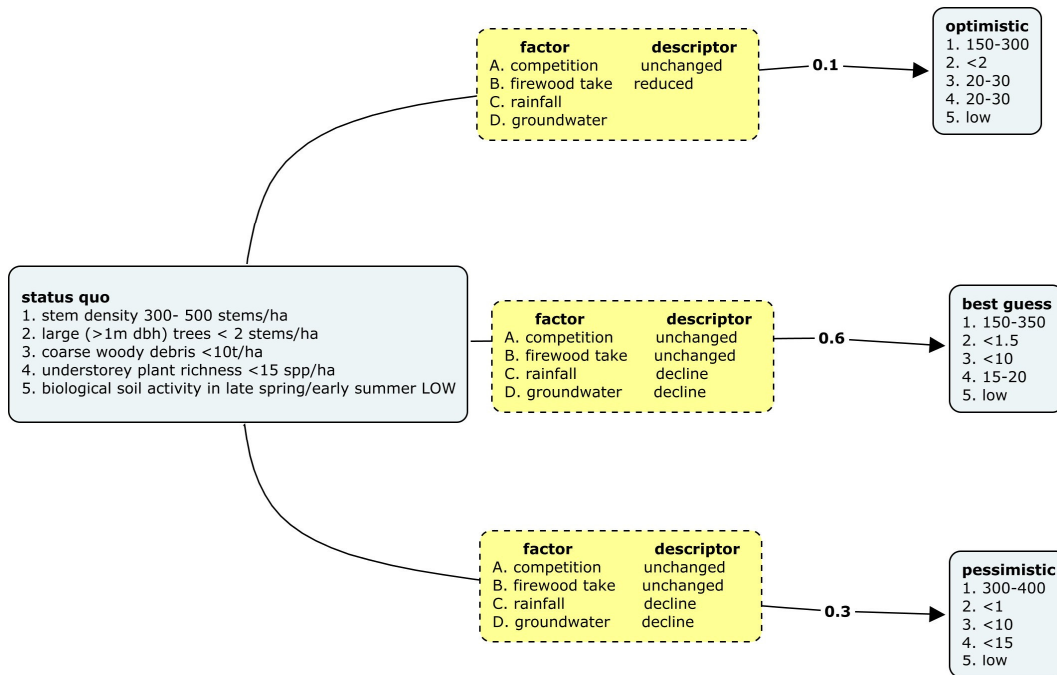 factor descriptor
A. competition unchanged
B. firewood take reduced
C. rainfall
D. groundwater
0.1
optimistic
1. 150-300
2. <2
3. 20-30
4. 20-30
5. low
status quo
1. stem density 300- 500 stems/ha
2. large (>1m dbh) trees < 2 stems/ha
3. coarse woody debris <10t/ha
4. understorey plant richness <15 spp/ha
5. biological soil activity in late spring/early summer LOW
factor descriptor
A. competition unchanged
B. firewood take unchanged
C. rainfall decline
D. groundwater decline
0.6
best guess
1. 150-350
2. <1.5
3. <10
4. 15-20
5. low
factor descriptor
A. competition unchanged
B. firewood take unchanged
C. rainfall decline
D. groundwater decline
0.3
pessimistic
1. 300-400
2. <1
3. <10
4. <15
5. low